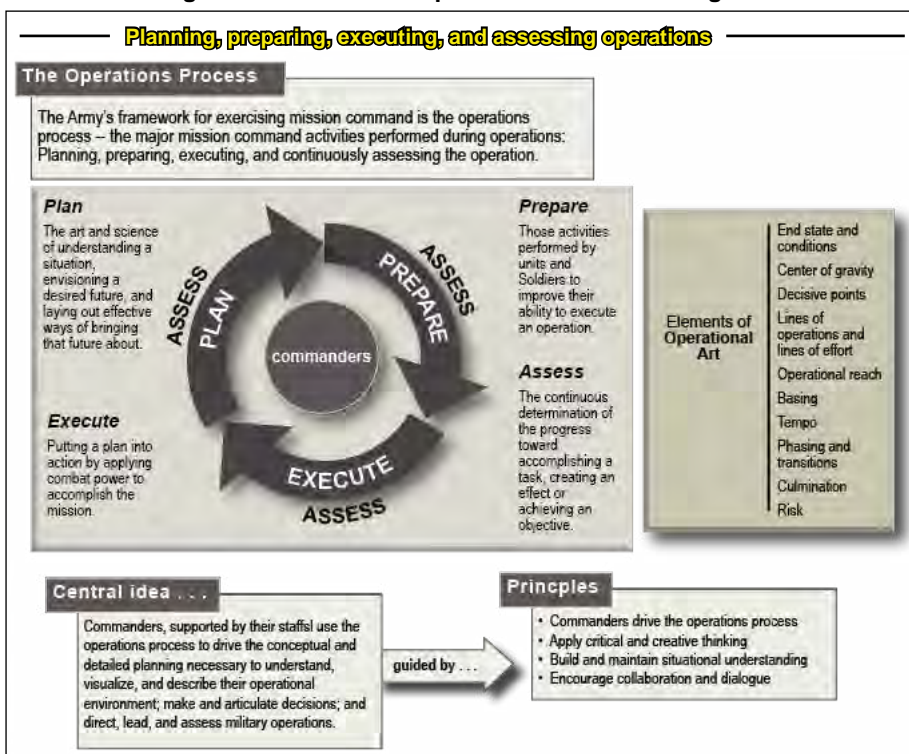 Planning, preparing, executing, and assessing operations
The Operations Process
The Army's framework for exercising mission command is the operations
process – the major mission command activities performed during operations:
Planning, preparing, executing, and continuously assessing the operation.
Plan
The art and science
of understanding a
situation,
envisioning a
desired future, and
laying out effective
ways of bringing
that future about.
Execute
Putting a plan into
action by applying
combat power to
accomplish the
mission.
ASSESS
PLAN
PREPARE
ASSESS
commanders
EXECUTE
ASSESS
Prepare
Those activities
performed by
units and
Soldiers to
improve their
ability to execute
an operation.
Assess
The continuous
determination of
the progress
toward
accomplishing a
task, creating an
effect or
achieving an
objective.
Elements of
Operational
Art
End state and
conditions
Center of gravity
Decisive points
Lines of
operations and
lines of effort
Operational reach
Basing
Tempo
Phasing and
transitions
Culmination
Risk
Central idea . . .
Commanders, supported by their staffsl use the
operations process to drive the conceptual and
detailed planning necessary to understand,
visualize, and describe their operational
environment; make and articulate decisions; and
direct, lead, and assess military operations.
guided by . . .
Princples
• Commanders drive the operations process
• Apply critical and creative thinking
• Build and maintain situational understanding
• Encourage collaboration and dialogue